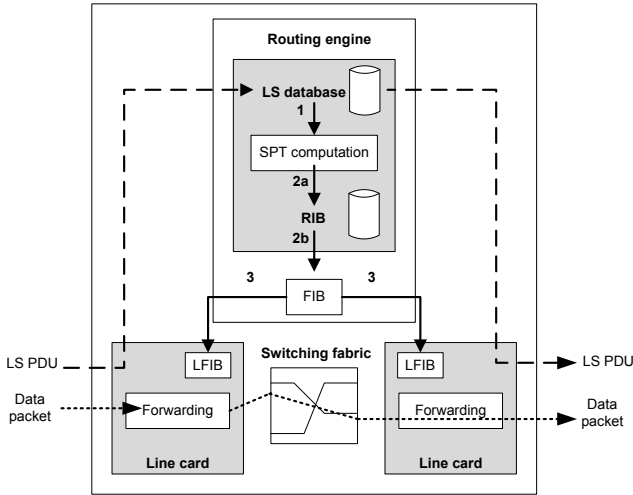 Routing engine
LS database
1
SPT computation
2a
RIB
2b
3
3
FIB
LS PDU
LFIB
Switching fabric
LFIB
LS PDU
Data
packet
Forwarding
Forwarding
Data
packet
Line card
Line card